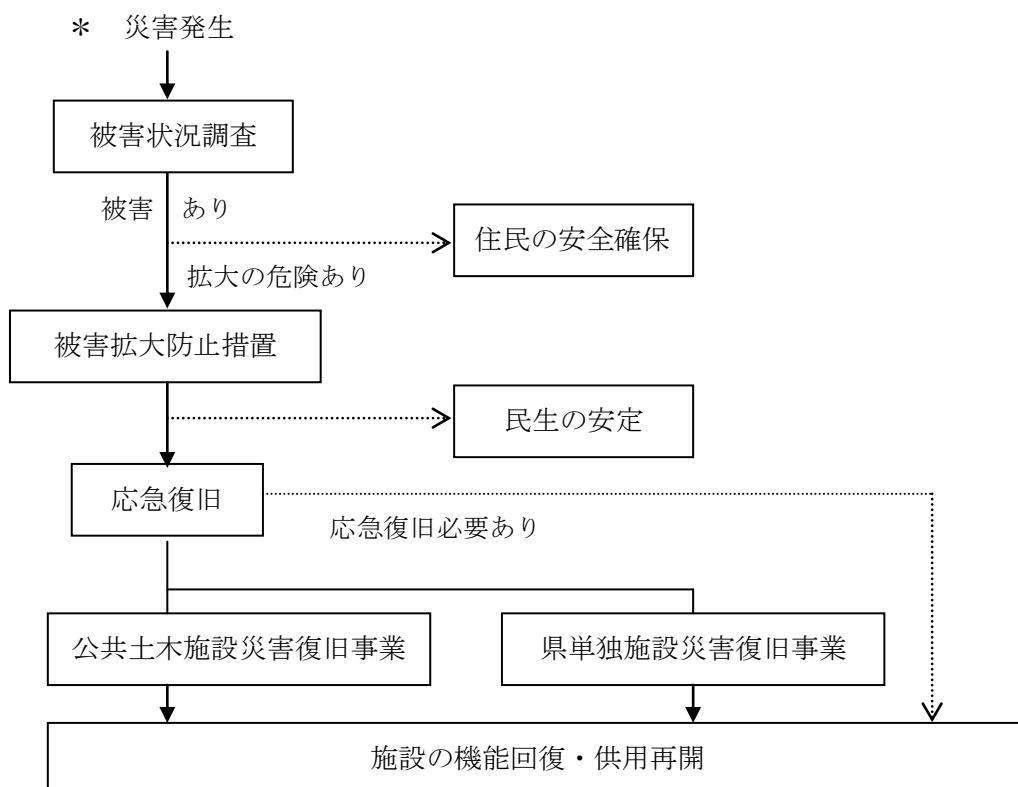 ＊ 災害発生
被害状況調査
被害 あり
住民の安全確保
拡大の危険あり
被害拡大防止措置
民生の安定
応急復旧
応急復旧必要あり
公共土木施設災害復旧事業
県単独施設災害復旧事業
施設の機能回復・供用再開